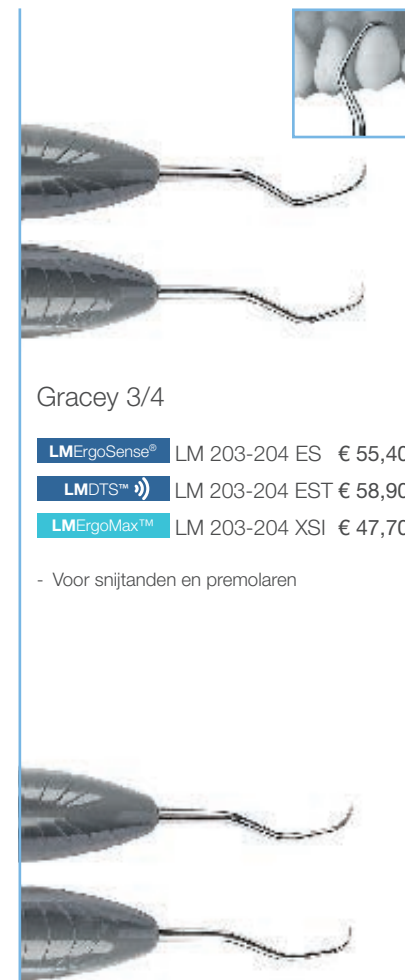 Gracey 3/4
LMErgoSense® LM 203-204 ES € 55,40
LMDTS™ LM 203-204 EST € 58,90
LMErgoMax™ LM 203-204 XSI € 47,70
- Voor snijtanden en premolaren